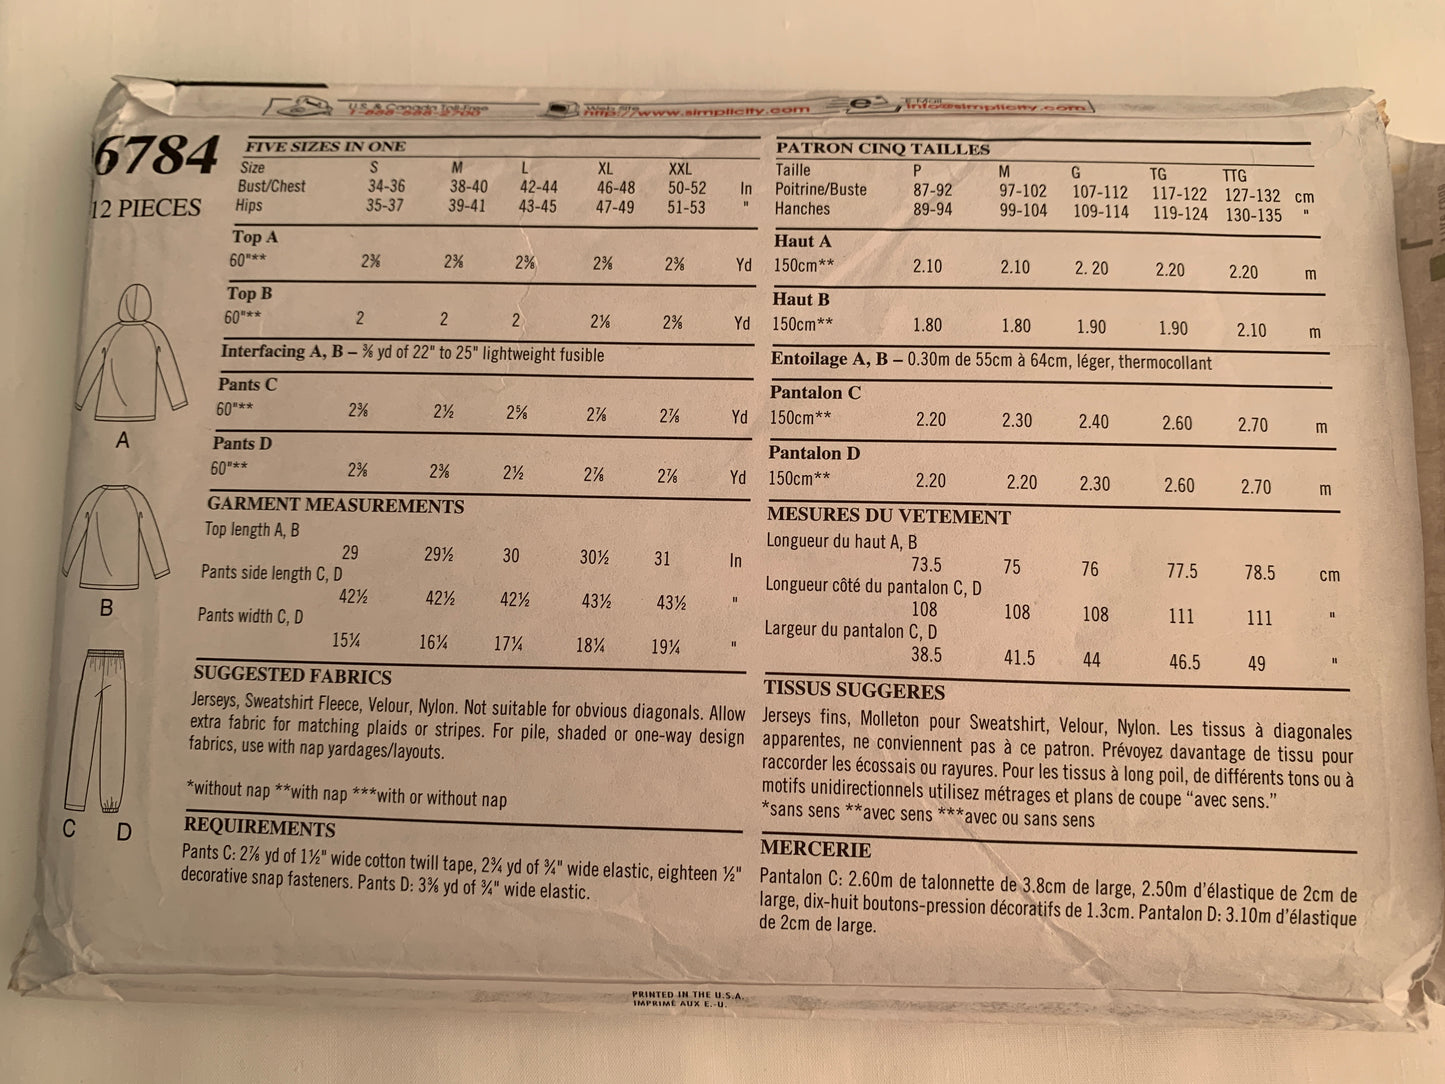 U.S. & Canada Toll-Free
1-888-588-2700
Web Site
http://www.simplicity.com
E-Mail
info@simplicity.com
6784
12 PIECES
A
B
C D
FIVE SIZES IN ONE
Size S M L XL XXL
Bust/Chest 34-36 38-40 42-44 46-48 50-52 In
Hips 35-37 39-41 43-45 47-49 51-53 "
Top A
60"** 2⅜ 2⅜ 2⅜ 2⅜ 2⅜ Yd
Top B
60"** 2 2 2 2⅛ 2⅜ Yd
Interfacing A, B – ⅜ yd of 22" to 25" lightweight fusible
Pants C
60"** 2⅜ 2½ 2⅝ 2⅞ 2⅞ Yd
Pants D
60"** 2⅜ 2⅜ 2½ 2⅞ 2⅞ Yd
GARMENT MEASUREMENTS
Top length A, B
29 29½ 30 30½ 31 In
Pants side length C, D
42½ 42½ 42½ 43½ 43½ "
Pants width C, D
15¼ 16¼ 17¼ 18¼ 19¼ "
SUGGESTED FABRICS
Jerseys, Sweatshirt Fleece, Velour, Nylon. Not suitable for obvious diagonals. Allow
extra fabric for matching plaids or stripes. For pile, shaded or one-way design
fabrics, use with nap yardages/layouts.
*without nap **with nap ***with or without nap
REQUIREMENTS
Pants C: 2⅞ yd of 1½" wide cotton twill tape, 2¾ yd of ¾" wide elastic, eighteen ½"
decorative snap fasteners. Pants D: 3⅜ yd of ¾" wide elastic.
PATRON CINQ TAILLES
Taille P M G TG TTG
Poitrine/Buste 87-92 97-102 107-112 117-122 127-132 cm
Hanches 89-94 99-104 109-114 119-124 130-135 "
Haut A
150cm** 2.10 2.10 2.20 2.20 2.20 m
Haut B
150cm** 1.80 1.80 1.90 1.90 2.10 m
Entoilage A, B – 0.30m de 55cm à 64cm, léger, thermocollant
Pantalon C
150cm** 2.20 2.30 2.40 2.60 2.70 m
Pantalon D
150cm** 2.20 2.20 2.30 2.60 2.70 m
MESURES DU VETEMENT
Longueur du haut A, B
73.5 75 76 77.5 78.5 cm
Longueur côté du pantalon C, D
108 108 108 111 111 "
Largeur du pantalon C, D
38.5 41.5 44 46.5 49 "
TISSUS SUGGERES
Jerseys fins, Molleton pour Sweatshirt, Velour, Nylon. Les tissus à diagonales
apparentes, ne conviennent pas à ce patron. Prévoyez davantage de tissu pour
raccorder les écossais ou rayures. Pour les tissus à long poil, de différents tons ou à
motifs unidirectionnels utilisez métrages et plans de coupe “avec sens.”
*sans sens **avec sens ***avec ou sans sens
MERCERIE
Pantalon C: 2.60m de talonnette de 3.8cm de large, 2.50m d'élastique de 2cm de
large, dix-huit boutons-pression décoratifs de 1.3cm. Pantalon D: 3.10m d'élastique
de 2cm de large.
PRINTED IN THE U.S.A.
IMPRIMÉ AUX E.-U.